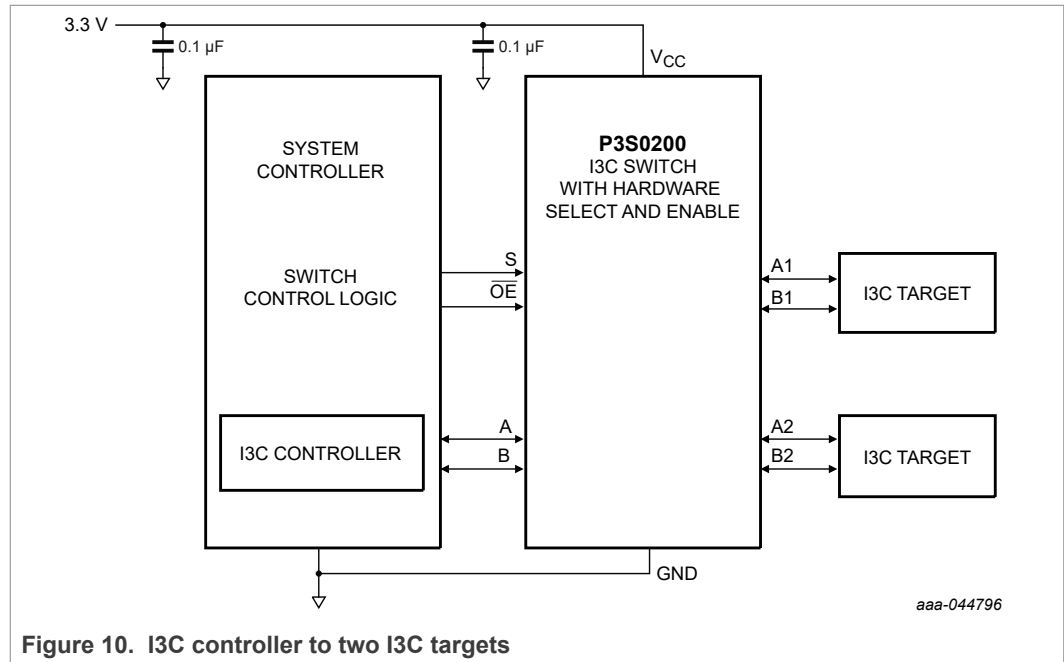 3.3 V
0.1 µF
0.1 µF
VCC
SYSTEM
CONTROLLER
P3S0200
I3C SWITCH
WITH HARDWARE
SELECT AND ENABLE
SWITCH
CONTROL LOGIC
S
OE
A1
B1
I3C TARGET
I3C CONTROLLER
A
B
A2
B2
I3C TARGET
GND
aaa-044796
Figure 10. I3C controller to two I3C targets